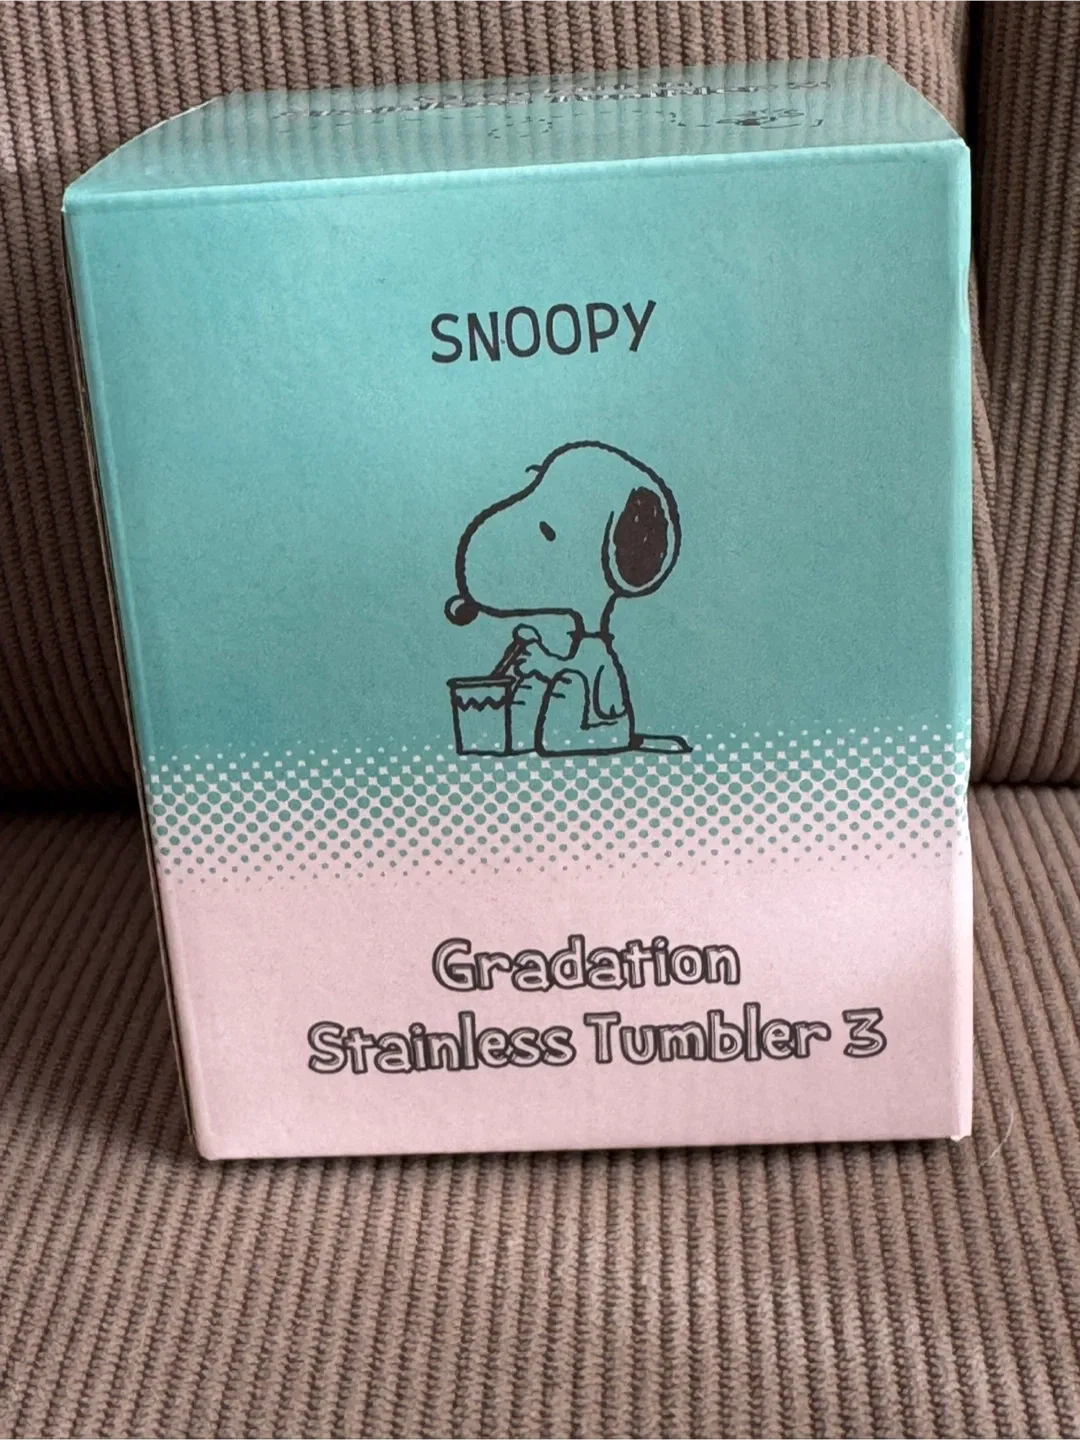 SNOOPY
Gradation
Stainless Tumbler 3